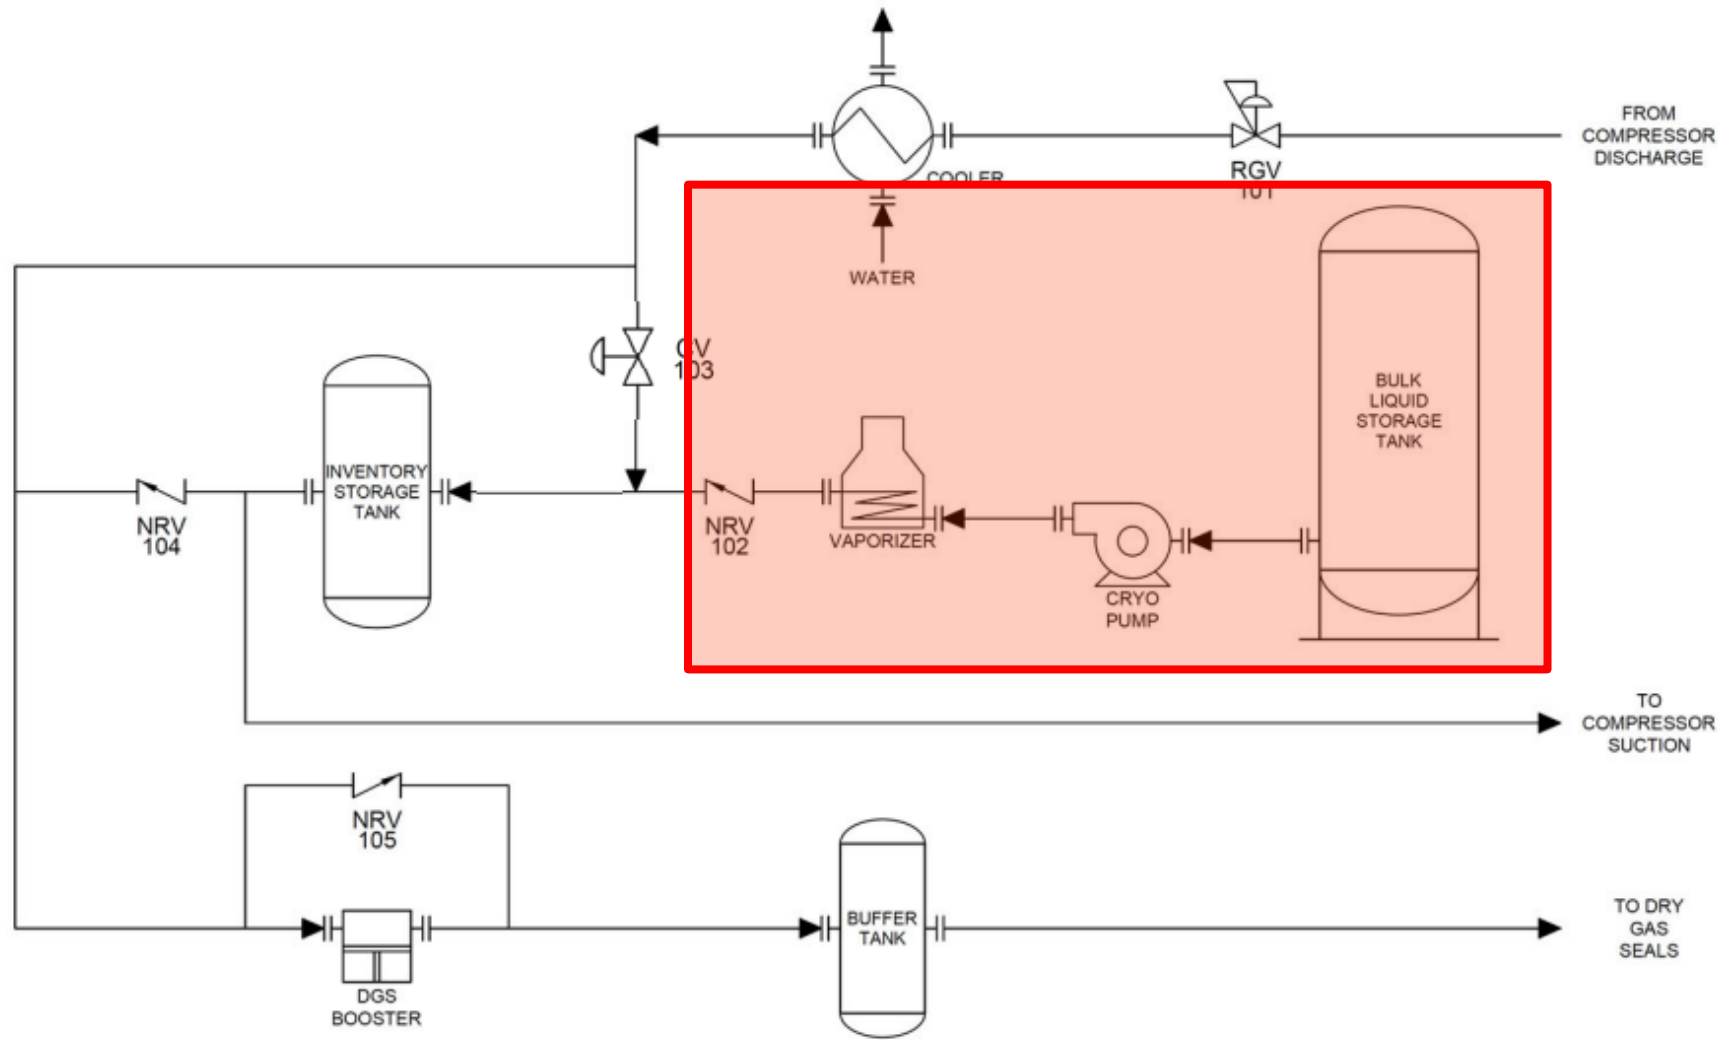 FROM
COMPRESSOR
DISCHARGE
COOLER
RGV
101
WATER
CV
103
BULK
LIQUID
STORAGE
TANK
INVENTORY
STORAGE
TANK
NRV
104
NRV
102
VAPORIZER
CRYO
PUMP
TO
COMPRESSOR
SUCTION
NRV
105
BUFFER
TANK
TO DRY
GAS
SEALS
DGS
BOOSTER